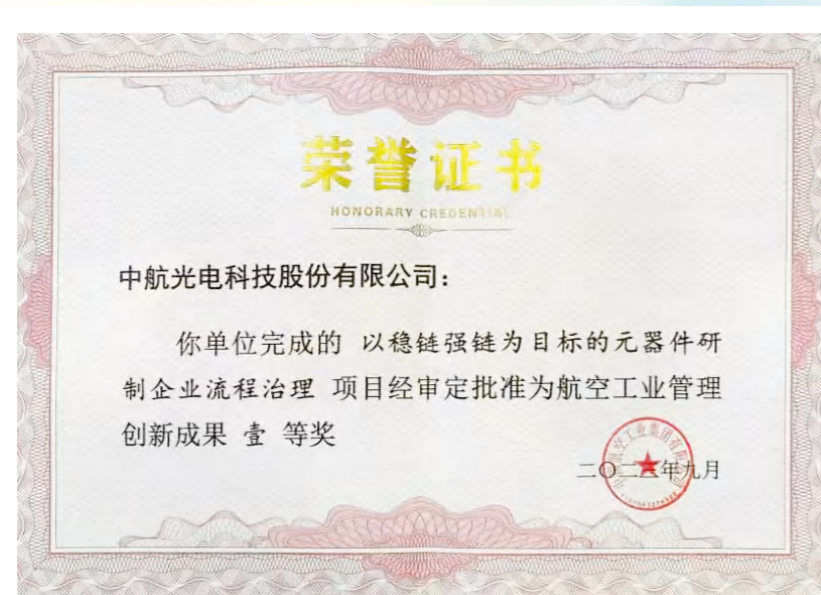 荣誉证书
HONORARY CREDENTIAL
中航光电科技股份有限公司：
你单位完成的 以稳链强链为目标的元器件研
制企业流程治理 项目经审定批准为航空工业管理
创新成果 壹 等奖
二〇二三年九月